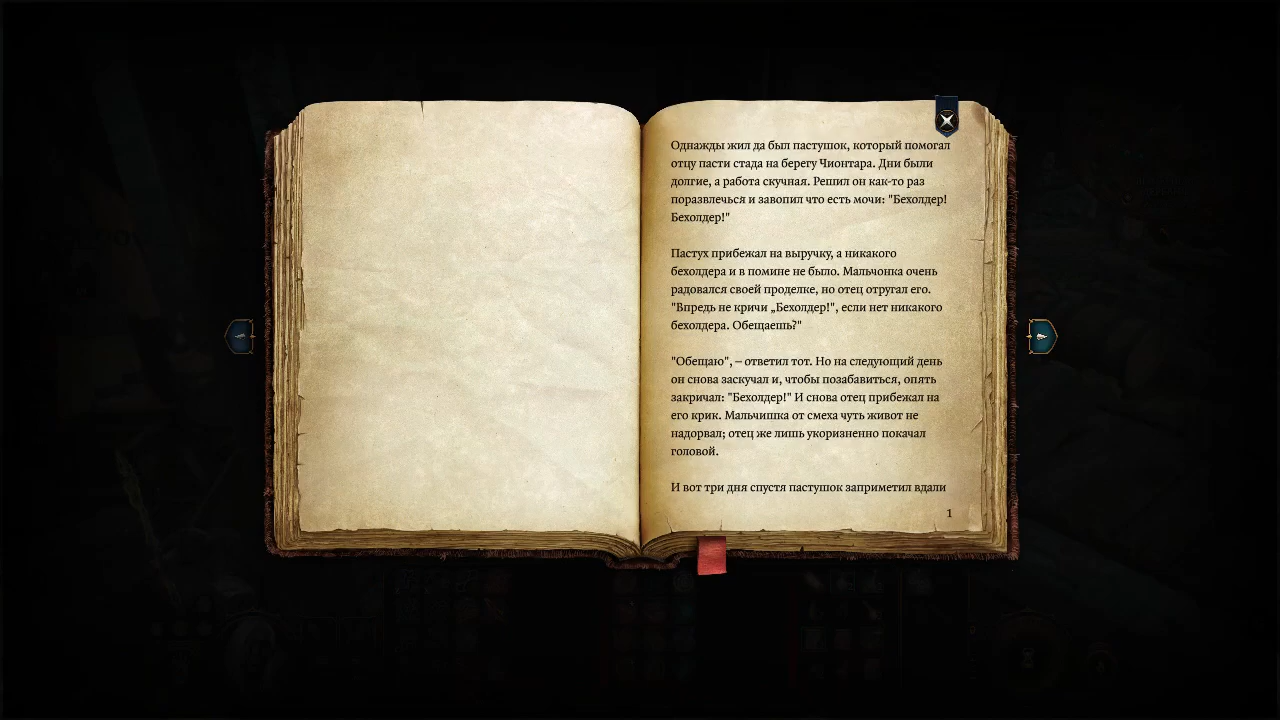 Однажды жил да был пастушок, который помогал
отцу пасти стада на берегу Чионтара. Дни были
долгие, а работа скучная. Решил он как-то раз
поразвлечься и завопил что есть мочи: "Бехолдер!
Бехолдер!"
Пастух прибежал на выручку, а никакого
бехолдера и в помине не было. Мальчонка очень
радовался своей проделке, но отец отругал его.
"Впредь не кричи „Бехолдер!", если нет никакого
бехолдера. Обещаешь?"
"Обещаю", – ответил тот. Но на следующий день
он снова заскучал и, чтобы позабавиться, опять
закричал: "Бехолдер!" И снова отец прибежал на
его крик. Мальчишка от смеха чуть живот не
надорвал; отец же лишь укоризненно покачал
головой.
И вот три дня спустя пастушок заприметил вдали
1